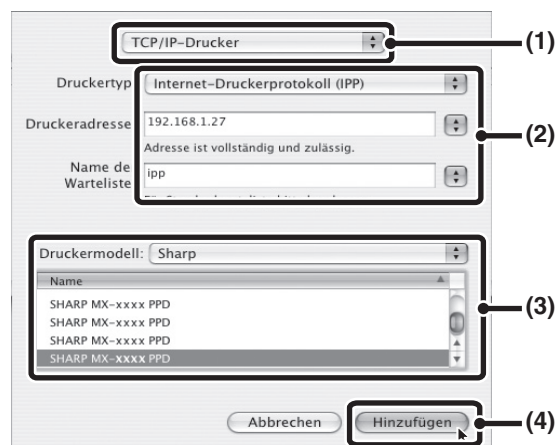 TCP/IP-Drucker
(1)
Druckertyp
Internet-Druckerprotokoll (IPP)
(2)
Druckeradresse
192.168.1.27
Adresse ist vollständig und zulässig.
Name de
Warteliste
ipp
Druckermodell:
Sharp
(3)
Name
SHARP MX-xxxx PPD
SHARP MX-xxxx PPD
SHARP MX-xxxx PPD
SHARP MX-xxxx PPD
Abbrechen
Hinzufügen
(4)